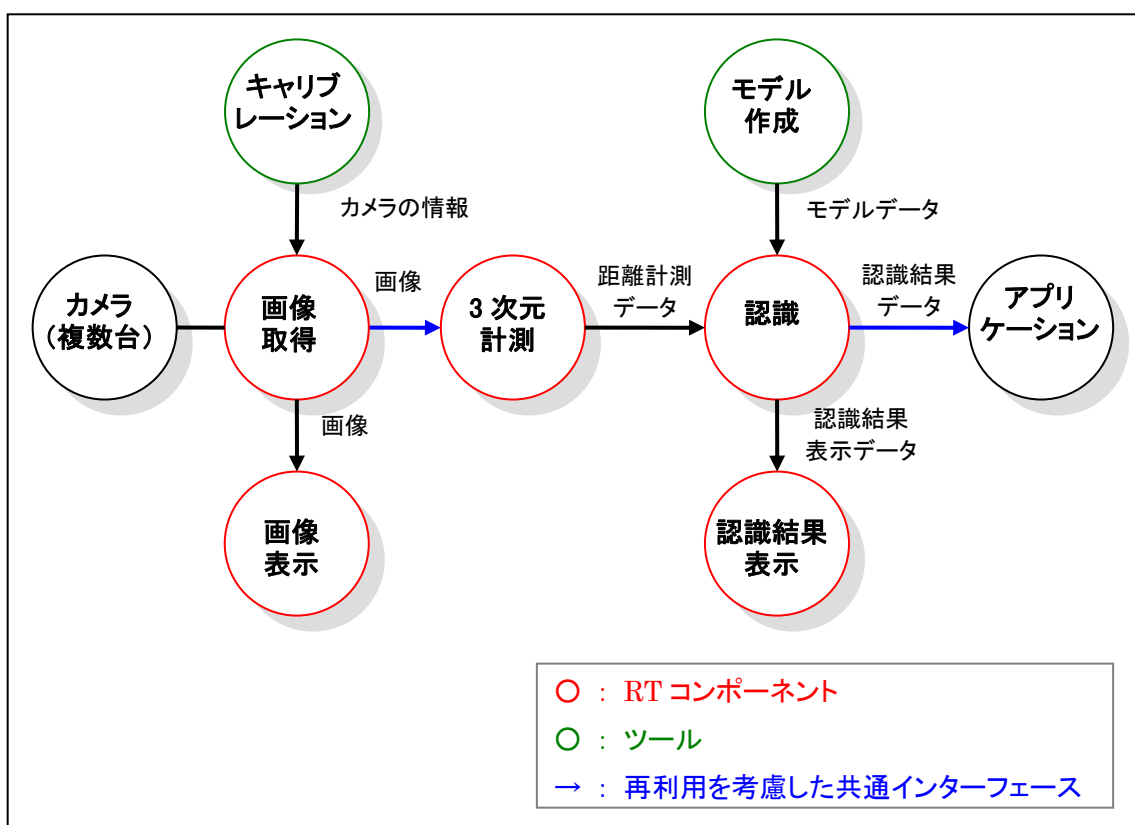 キャリブ
レーション
モデル
作成
カメラの情報
モデルデータ
カメラ
（複数台）
画像
取得
画像
3 次元
計測
距離計測
データ
認識
認識結果
データ
アプリ
ケーション
画像
認識結果
表示データ
画像
表示
認識結果
表示
○ ： RT コンポーネント
○ ： ツール
→ ： 再利用を考慮した共通インターフェース